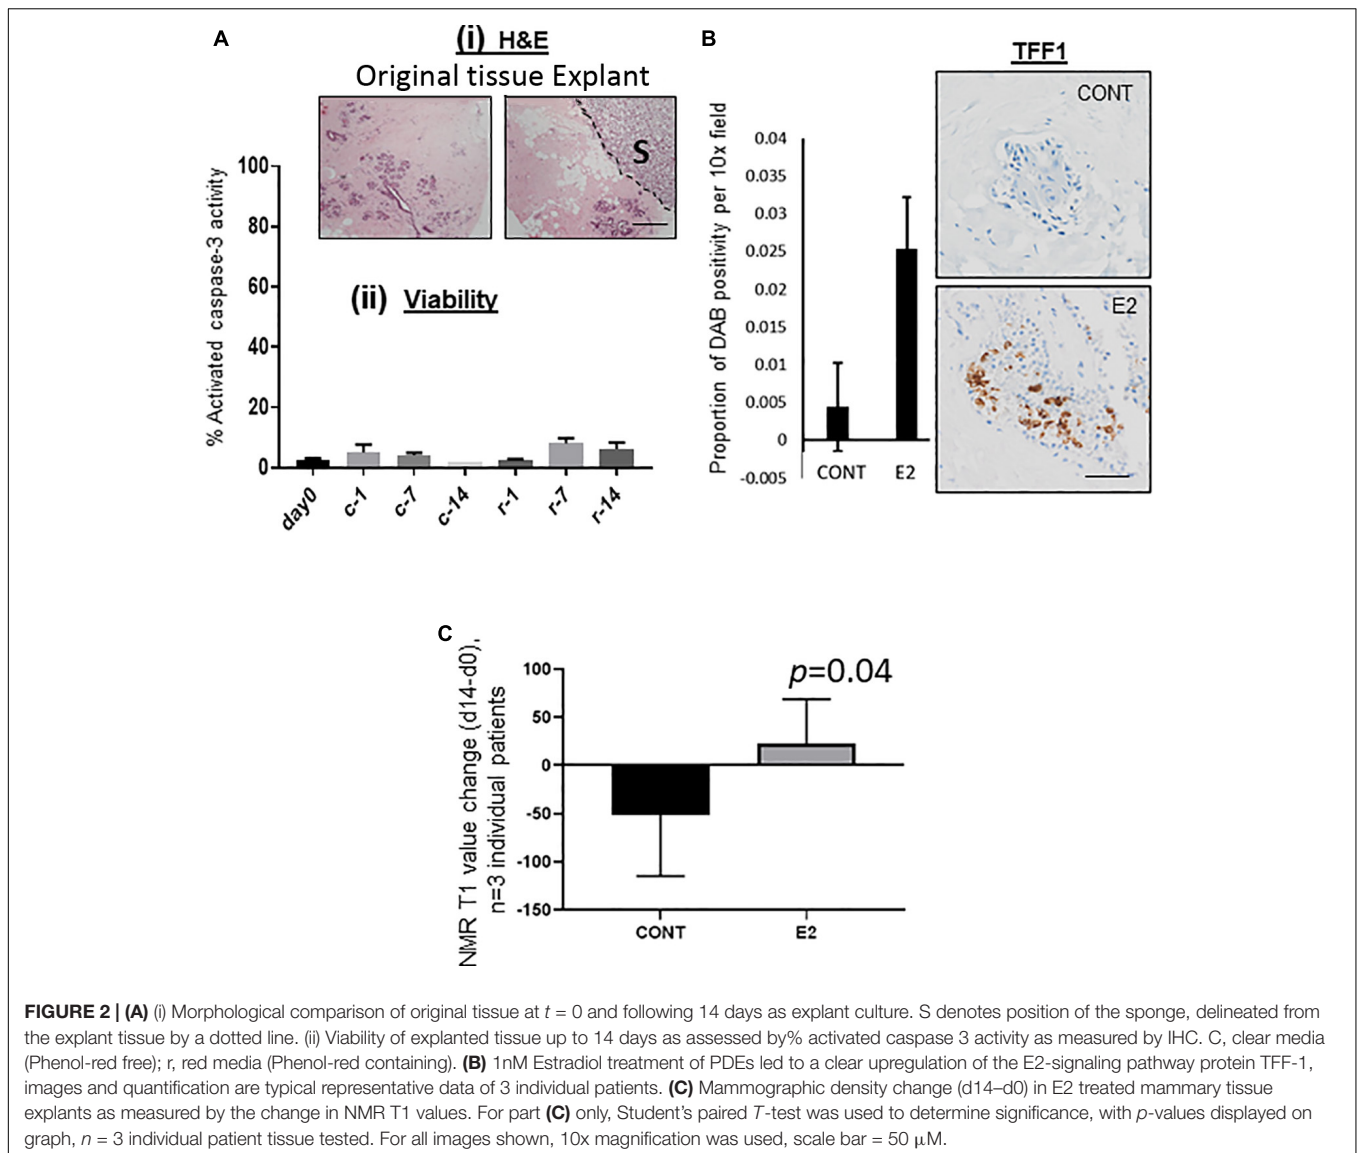 A
(i) H&E
Original tissue Explant
S
% Activated caspase-3 activity
100
80
60
40
20
0
(ii) Viability
day0
c-1
c-7
c-14
r-1
r-7
r-14
B
TFF1
CONT
E2
Proportion of DAB positivity per 10x field
0.04
0.035
0.03
0.025
0.02
0.015
0.01
0.005
0
-0.005
CONT
E2
C
NMR T1 value change (d14-d0),
n=3 individual patients
100
50
0
-50
-100
-150
p=0.04
CONT
E2
FIGURE 2 | (A) (i) Morphological comparison of original tissue at t = 0 and following 14 days as explant culture. S denotes position of the sponge, delineated from
the explant tissue by a dotted line. (ii) Viability of explanted tissue up to 14 days as assessed by% activated caspase 3 activity as measured by IHC. C, clear media
(Phenol-red free); r, red media (Phenol-red containing). (B) 1nM Estradiol treatment of PDEs led to a clear upregulation of the E2-signaling pathway protein TFF-1,
images and quantification are typical representative data of 3 individual patients. (C) Mammographic density change (d14–d0) in E2 treated mammary tissue
explants as measured by the change in NMR T1 values. For part (C) only, Student's paired T-test was used to determine significance, with p-values displayed on
graph, n = 3 individual patient tissue tested. For all images shown, 10x magnification was used, scale bar = 50 μM.